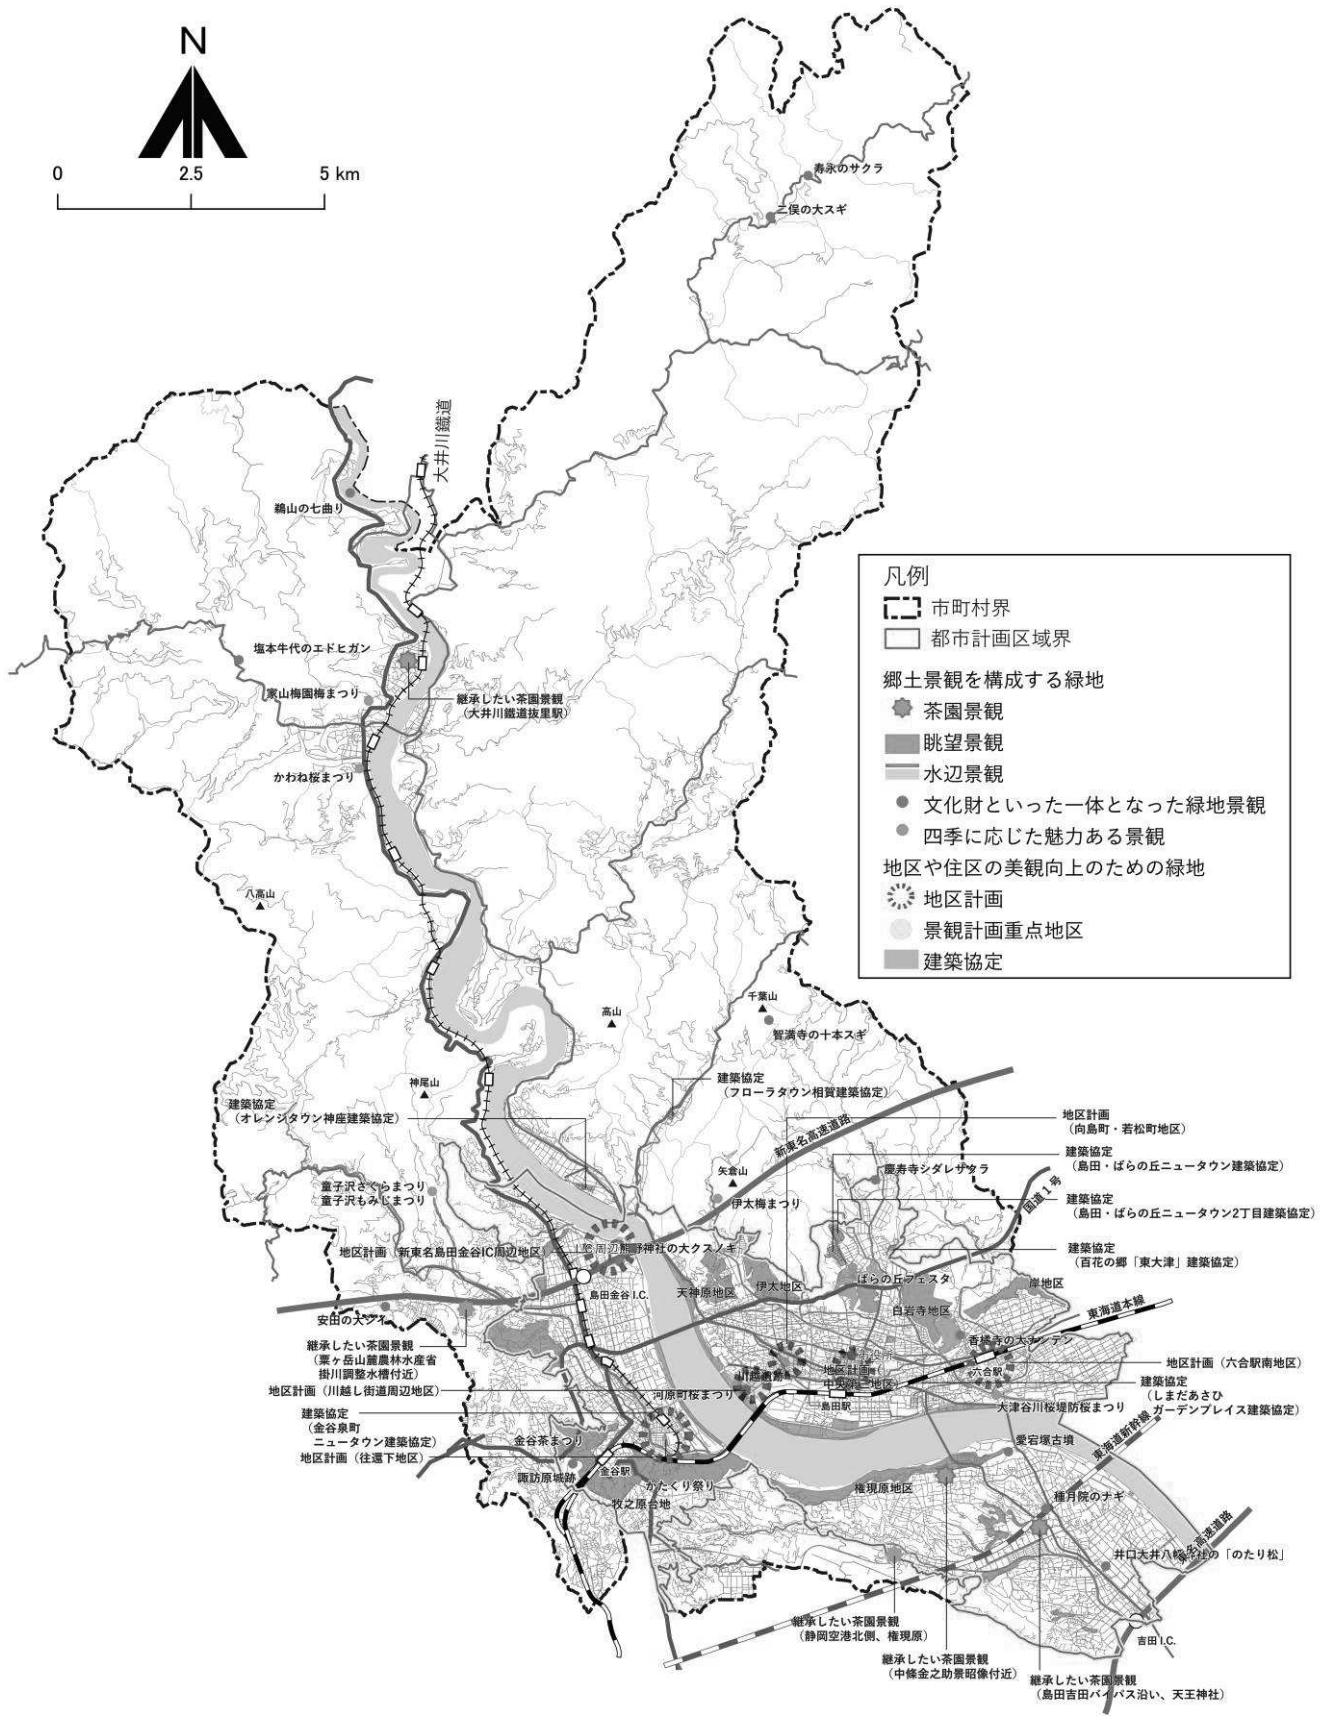 N
0 2.5 5 km
寿永のサクラ
二俣の大スギ
大井川鐵道
鵜山の七曲り
塩本牛代のエドヒガン
家山梅園梅まつり
継承したい茶園景観
(大井川鐵道抜里駅)
かわね桜まつり
凡例
市町村界
都市計画区域界
郷土景観を構成する緑地
茶園景観
眺望景観
水辺景観
文化財といった一体となった緑地景観
四季に応じた魅力ある景観
地区や住区の美観向上のための緑地
地区計画
景観計画重点地区
建築協定
八高山
高山
千葉山
智満寺の十本スギ
神尾山
建築協定
(オレンジタウン神座建築協定)
建築協定
(フローラタウン相賀建築協定)
新東名高速道路
地区計画
(向島町・若松町地区)
建築協定
(島田・ばらの丘ニュータウン建築協定)
慶寿寺シダレザクラ
矢倉山
伊太梅まつり
国道1号
建築協定
(島田・ばらの丘ニュータウン2丁目建築協定)
童子沢さくらまつり
童子沢もみじまつり
建築協定
(百花の郷「東大津」建築協定)
地区計画(新東名島田金谷IC周辺地区)
熊野神社の大クスノキ
島田金谷I.C.
天神原地区
伊太地区
ばらの丘フェスタ
岸地区
白岩寺地区
東海道本線
安田の大シイ
香橘寺の大ナンテン
継承したい茶園景観
(粟ヶ岳山麓農林水産省
掛川調整水槽付近)
地区計画(六合駅南地区)
六合駅
地区計画(川越し街道周辺地区)
河原町桜まつり
川越遺跡
島田駅
建築協定
(しまだあさひ
ガーデンプレイス建築協定)
大津谷川桜堤防桜まつり
建築協定
(金谷泉町
ニュータウン建築協定)
地区計画(往還下地区)
金谷茶まつり
諏訪原城跡
金谷駅
かたくり祭り
牧之原台地
権現原地区
愛宕塚古墳
東海道新幹線
種月院のナギ
東名高速道路
井口大井八幡神社の「のたり松」
継承したい茶園景観
(静岡空港北側、権現原)
吉田I.C.
継承したい茶園景観
(中條金之助景昭像付近)
継承したい茶園景観
(島田吉田バイパス沿い、天王神社)